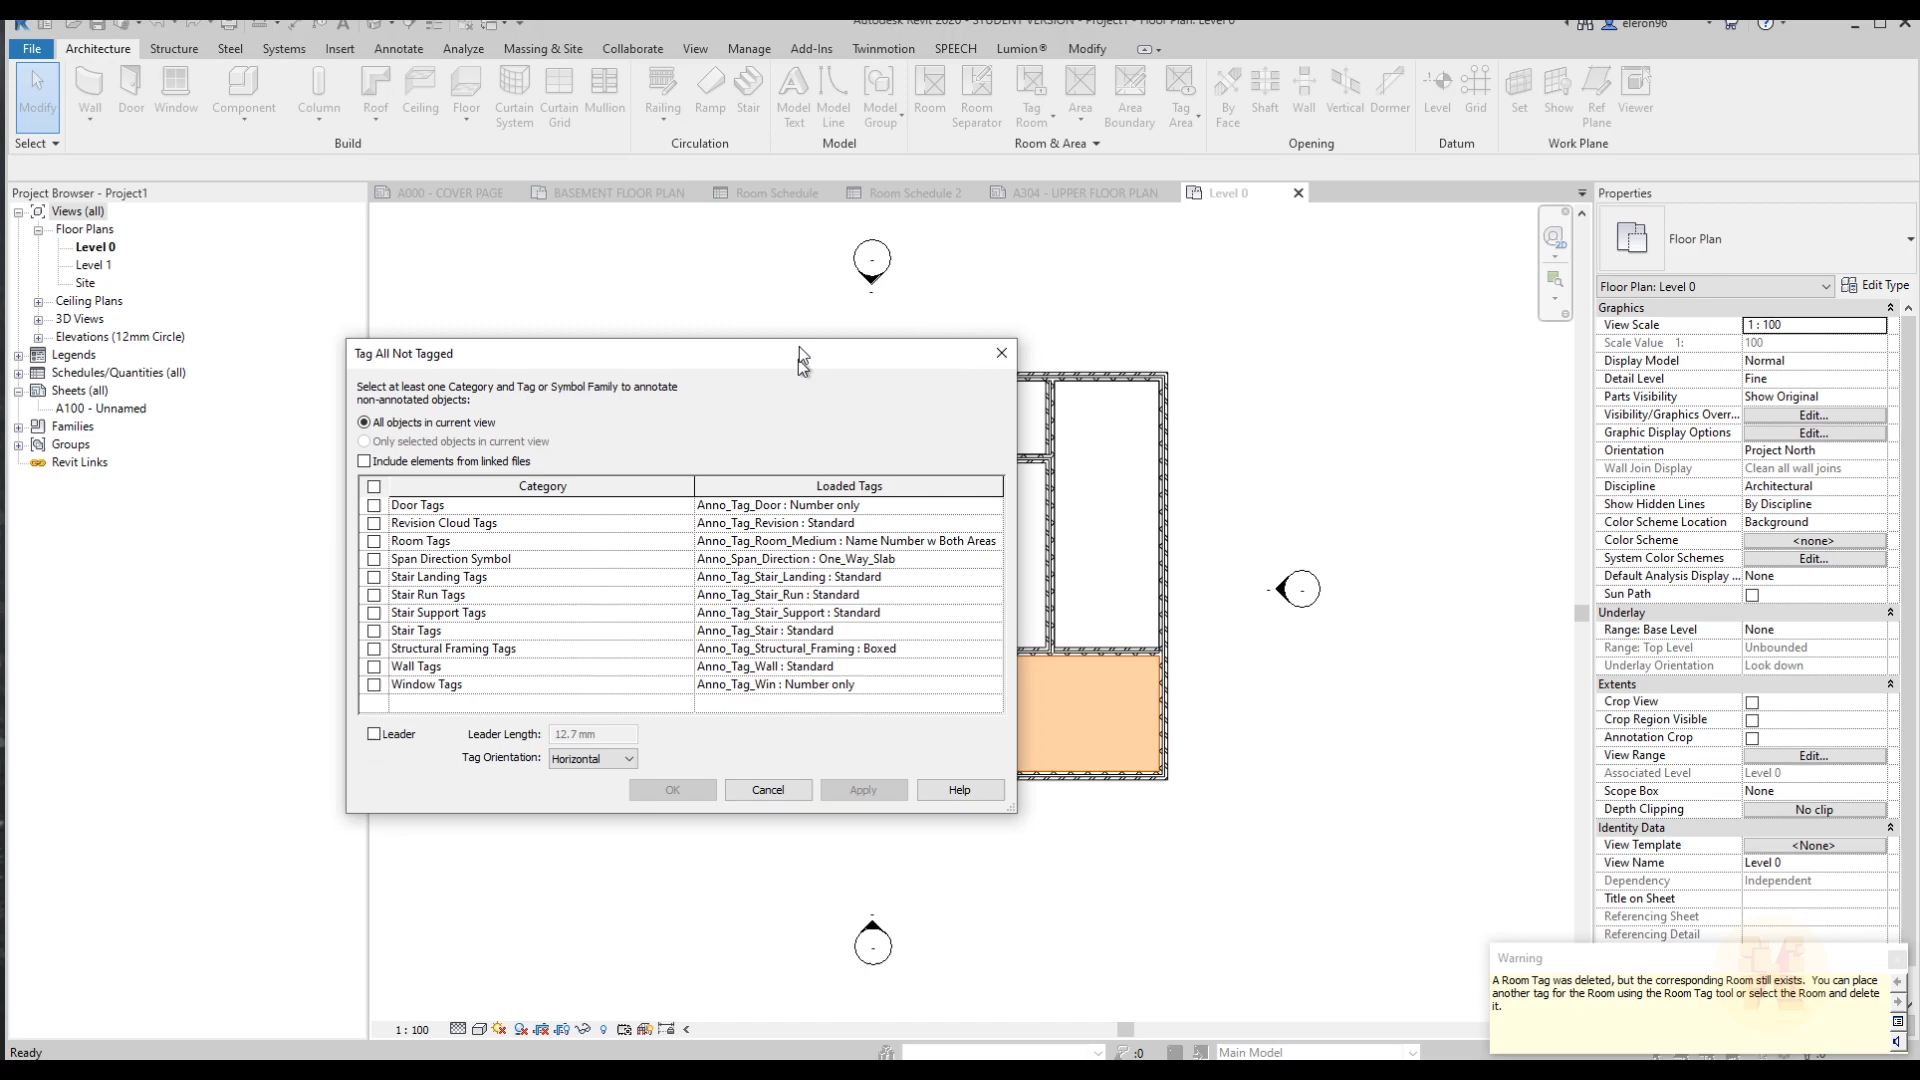 Autodesk Revit 2020 - STUDENT VERSION - Project1 - Floor Plan: Level 0
eleron96
File Architecture Structure Steel Systems Insert Annotate Analyze Massing & Site Collaborate View Manage Add-Ins Twinmotion SPEECH Lumion® Modify
Modify Wall Door Window Component Column Roof Ceiling Floor Curtain System Curtain Grid Mullion Railing Ramp Stair Model Text Model Line Model Group Room Room Separator Tag Room Area Area Boundary Tag Area By Face Shaft Wall Vertical Dormer Level Grid Set Show Ref Plane Viewer
Select Build Circulation Model Room & Area Opening Datum Work Plane
Project Browser - Project1
Views (all)
Floor Plans
Level 0
Level 1
Site
Ceiling Plans
3D Views
Elevations (12mm Circle)
Legends
Schedules/Quantities (all)
Sheets (all)
A100 - Unnamed
Families
Groups
Revit Links
A000 - COVER PAGE BASEMENT FLOOR PLAN Room Schedule Room Schedule 2 A304 - UPPER FLOOR PLAN Level 0
2D
Tag All Not Tagged
Select at least one Category and Tag or Symbol Family to annotate
non-annotated objects:
All objects in current view
Only selected objects in current view
Include elements from linked files
Category Loaded Tags
Door Tags Anno_Tag_Door : Number only
Revision Cloud Tags Anno_Tag_Revision : Standard
Room Tags Anno_Tag_Room_Medium : Name Number w Both Areas
Span Direction Symbol Anno_Span_Direction : One_Way_Slab
Stair Landing Tags Anno_Tag_Stair_Landing : Standard
Stair Run Tags Anno_Tag_Stair_Run : Standard
Stair Support Tags Anno_Tag_Stair_Support : Standard
Stair Tags Anno_Tag_Stair : Standard
Structural Framing Tags Anno_Tag_Structural_Framing : Boxed
Wall Tags Anno_Tag_Wall : Standard
Window Tags Anno_Tag_Win : Number only
Leader Leader Length: 12.7 mm
Tag Orientation: Horizontal
OK Cancel Apply Help
Properties
Floor Plan
Floor Plan: Level 0 Edit Type
Graphics
View Scale 1 : 100
Scale Value 1: 100
Display Model Normal
Detail Level Fine
Parts Visibility Show Original
Visibility/Graphics Overr... Edit...
Graphic Display Options Edit...
Orientation Project North
Wall Join Display Clean all wall joins
Discipline Architectural
Show Hidden Lines By Discipline
Color Scheme Location Background
Color Scheme <none>
System Color Schemes Edit...
Default Analysis Display ... None
Sun Path
Underlay
Range: Base Level None
Range: Top Level Unbounded
Underlay Orientation Look down
Extents
Crop View
Crop Region Visible
Annotation Crop
View Range Edit...
Associated Level Level 0
Scope Box None
Depth Clipping No clip
Identity Data
View Template <None>
View Name Level 0
Dependency Independent
Title on Sheet
Referencing Sheet
Referencing Detail
Warning
A Room Tag was deleted, but the corresponding Room still exists. You can place
another tag for the Room using the Room Tag tool or select the Room and delete
it.
1 : 100
Ready :0 Main Model